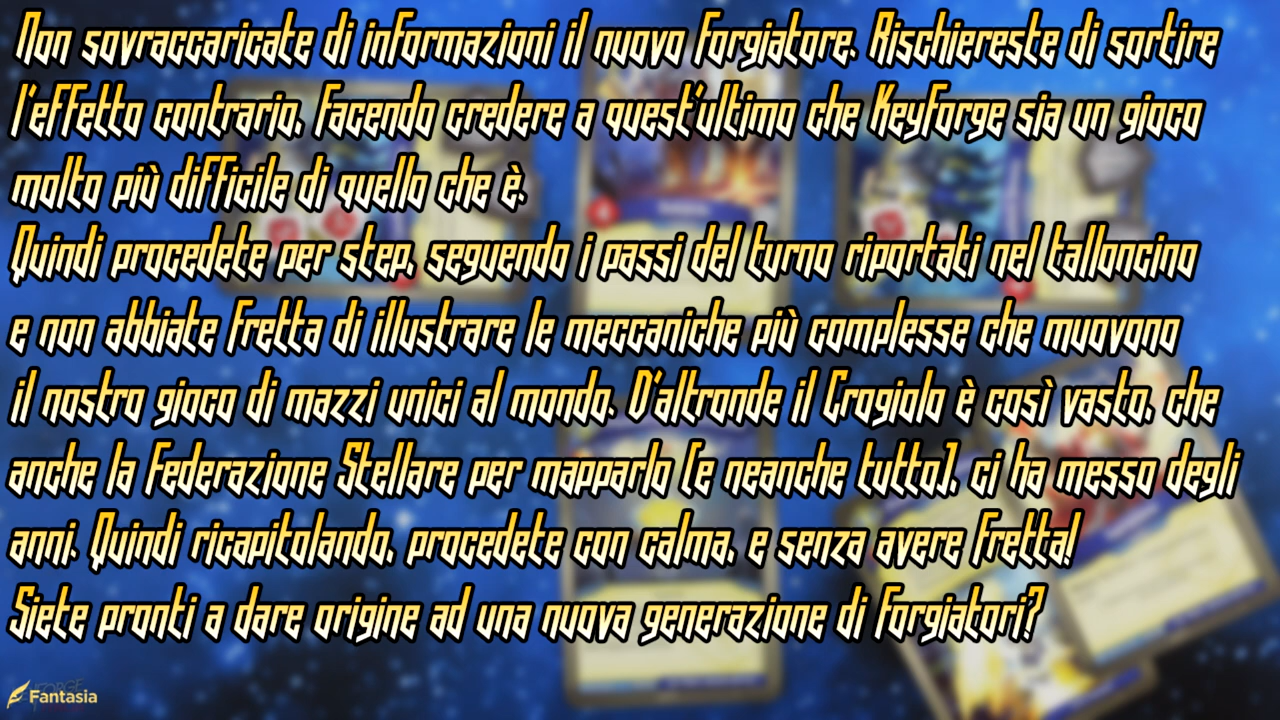 Non sovraccaricate di informazioni il nuovo Forgiatore. Rischiereste di sortire
l'effetto contrario. Facendo credere a quest'ultimo che KeyForge sia un gioco
molto più difficile di quello che è.
Quindi procedete per step, seguendo i passi del turno riportati nel talloncino
e non abbiate fretta di illustrare le meccaniche più complesse che muovono
il nostro gioco di mazzi unici al mondo. D'altronde il Crogiolo è così vasto, che
anche la Federazione Stellare per mapparlo (e neanche tutto), ci ha messo degli
anni. Quindi ricapitolando, procedete con calma, e senza avere fretta!
Siete pronti a dare origine ad una nuova generazione di Forgiatori?
Fantasia